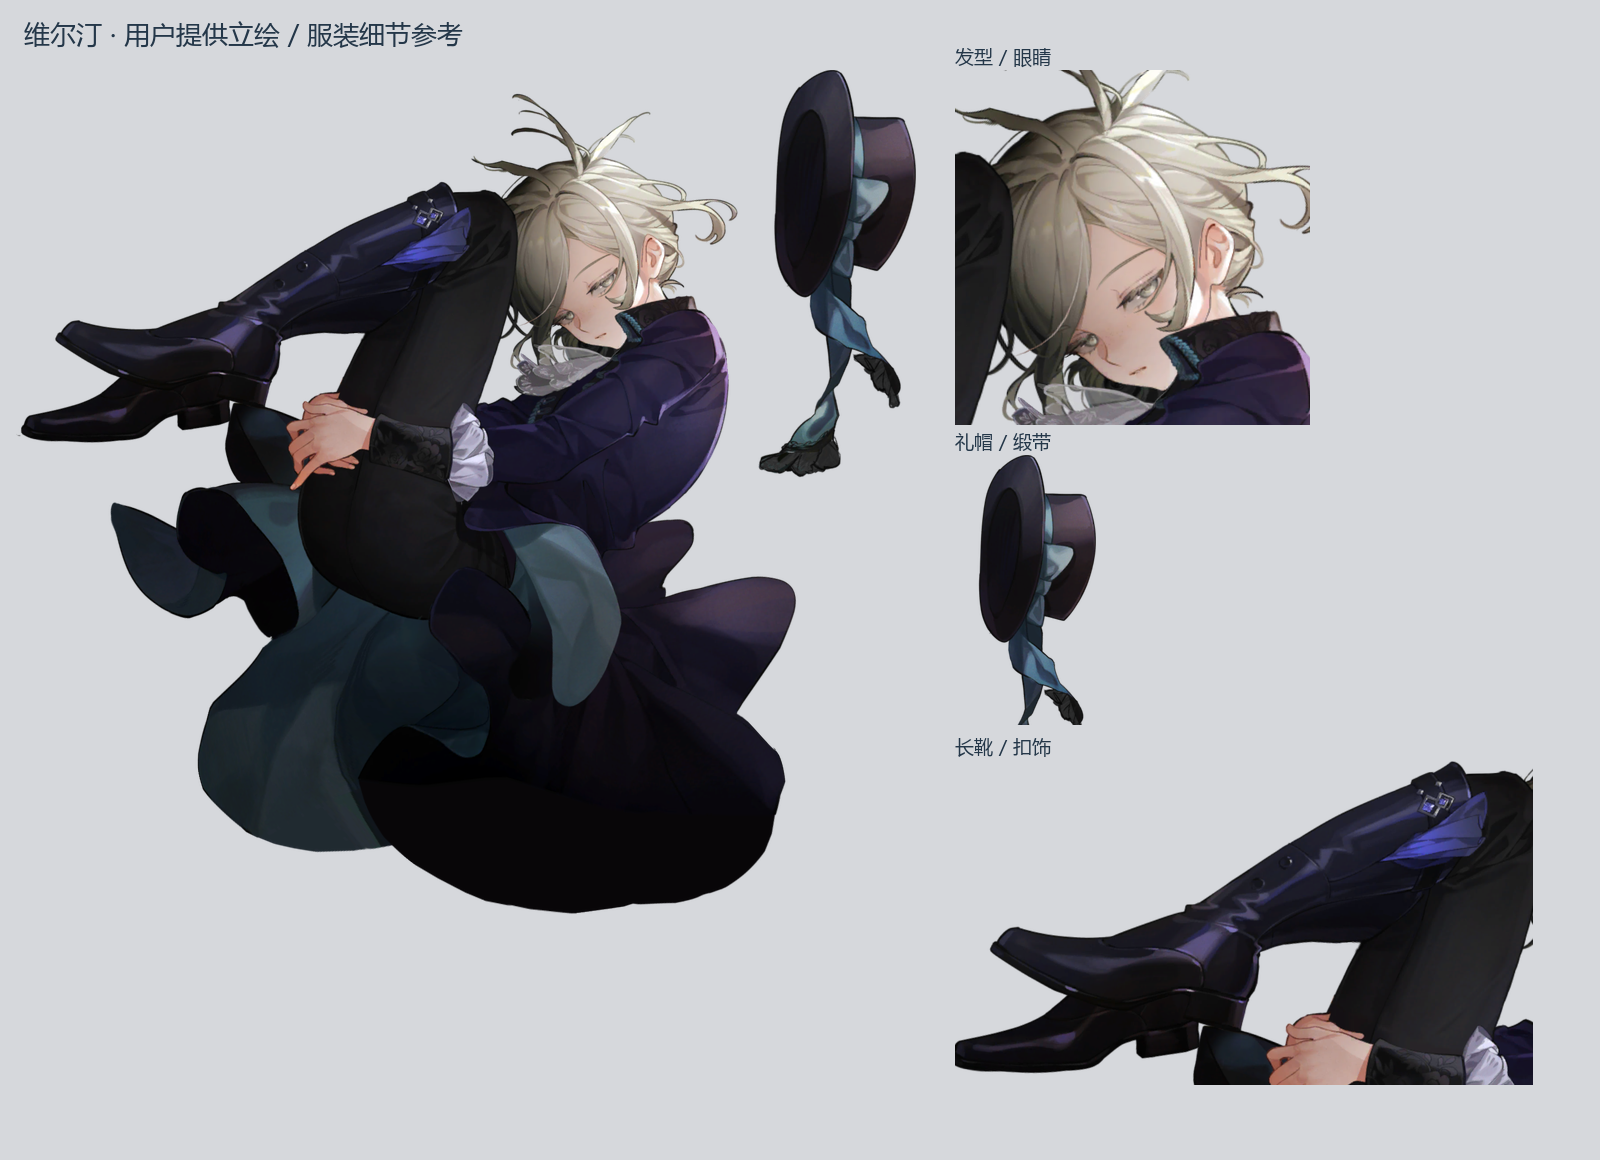 维尔汀 · 用户提供立绘 / 服装细节参考
发型 / 眼睛
礼帽 / 缎带
长靴 / 扣饰